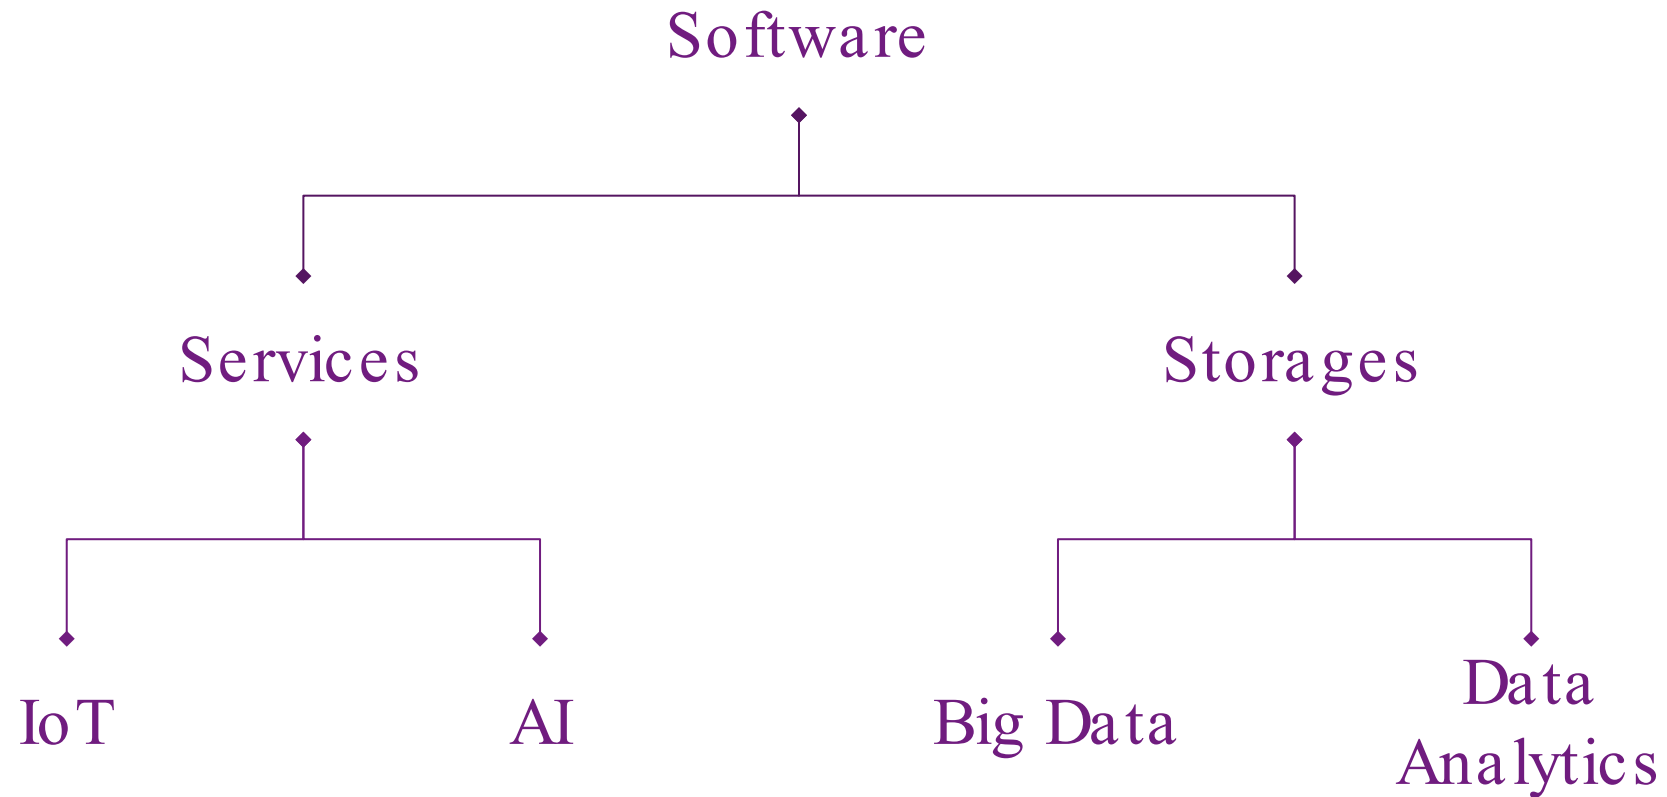 Software
Services
Storages
IoT
AI
Big Data
Data
Analytics